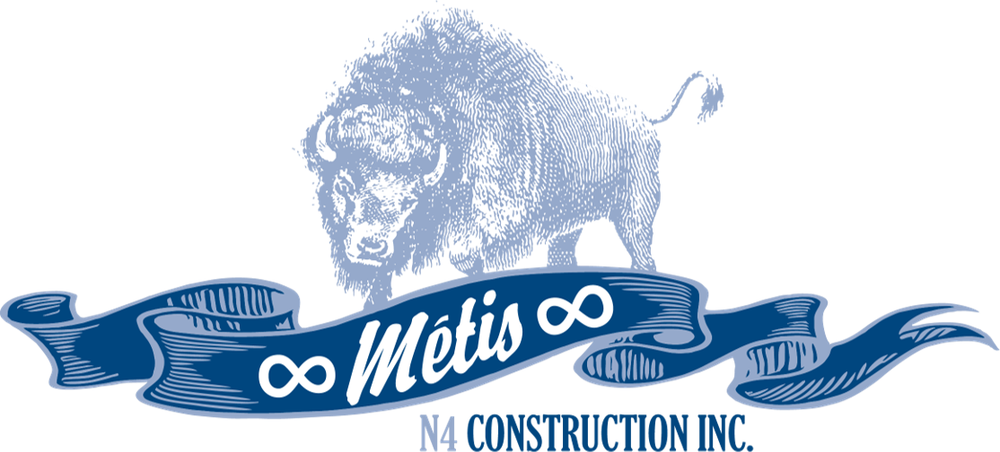 ∞ Métis ∞
N4 CONSTRUCTION INC.